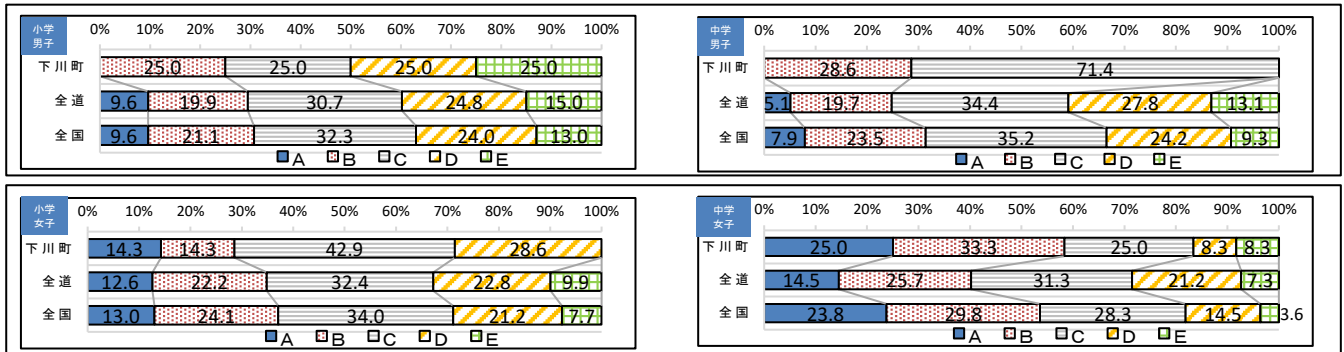 小学
男子
0% 10% 20% 30% 40% 50% 60% 70% 80% 90% 100%
下川町 25.0 25.0 25.0 25.0
全道 9.6 19.9 30.7 24.8 15.0
全国 9.6 21.1 32.3 24.0 13.0
A B C D E
中学
男子
0% 10% 20% 30% 40% 50% 60% 70% 80% 90% 100%
下川町 28.6 71.4
全道 5.1 19.7 34.4 27.8 13.1
全国 7.9 23.5 35.2 24.2 9.3
A B C D E
小学
女子
0% 10% 20% 30% 40% 50% 60% 70% 80% 90% 100%
下川町 14.3 14.3 42.9 28.6
全道 12.6 22.2 32.4 22.8 9.9
全国 13.0 24.1 34.0 21.2 7.7
A B C D E
中学
女子
0% 10% 20% 30% 40% 50% 60% 70% 80% 90% 100%
下川町 25.0 33.3 25.0 8.3 8.3
全道 14.5 25.7 31.3 21.2 7.3
全国 23.8 29.8 28.3 14.5 3.6
A B C D E